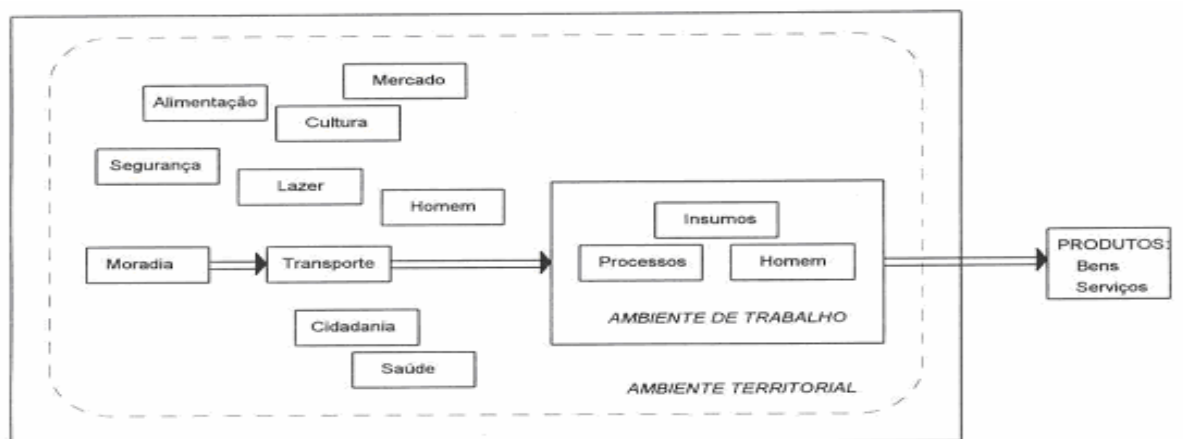 Mercado
Alimentação
Cultura
Segurança
Lazer
Homem
Insumos
Moradia
Transporte
Processos
Homem
PRODUTOS:
Bens
Serviços
AMBIENTE DE TRABALHO
Cidadania
Saúde
AMBIENTE TERRITORIAL